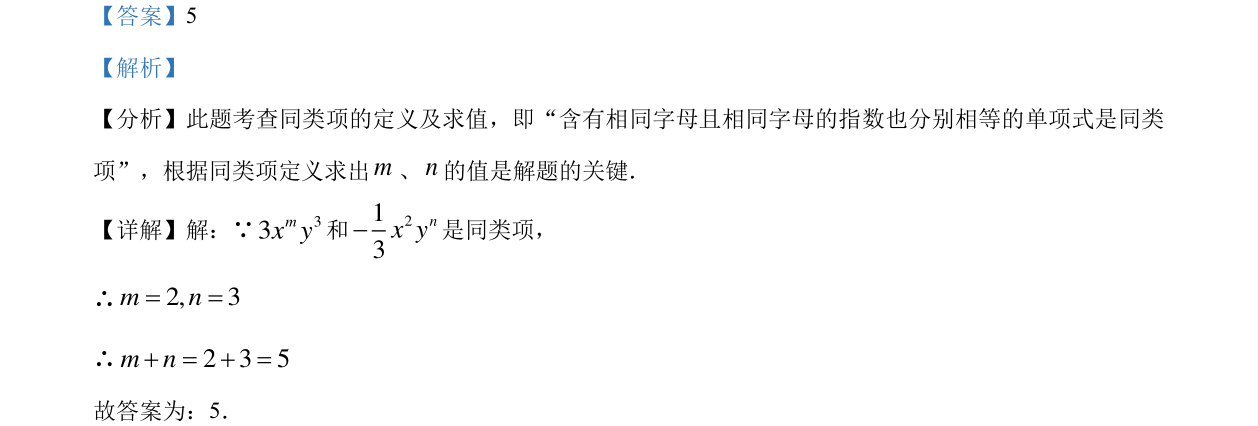 【答案】5
【解析】
【分析】此题考查同类项的定义及求值，即“含有相同字母且相同字母的指数也分别相等的单项式是同类
项”，根据同类项定义求出 m 、 n 的值是解题的关键．
【详解】解：∵ $3x^m y^3$ 和 $-\frac{1}{3}x^2 y^n$ 是同类项，
∴ m = 2, n = 3
∴ m + n = 2 + 3 = 5
故答案为：5．